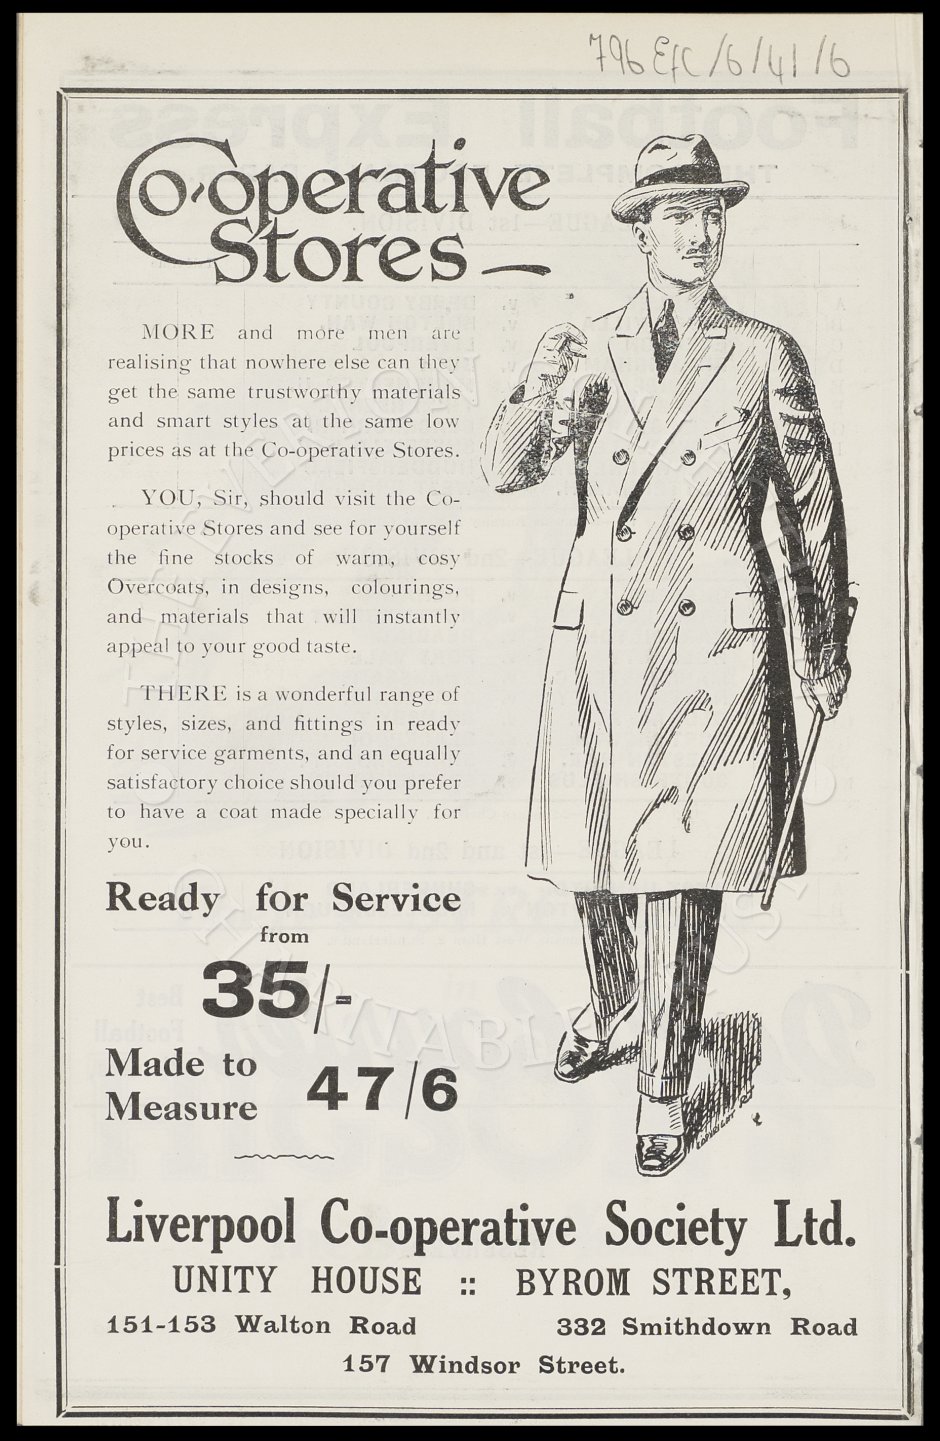 796 EFC/6/41/6
Co-operative
Stores —
MORE and more men are
realising that nowhere else can they
get the same trustworthy materials
and smart styles at the same low
prices as at the Co-operative Stores.
YOU, Sir, should visit the Co-
operative Stores and see for yourself
the fine stocks of warm, cosy
Overcoats, in designs, colourings,
and materials that will instantly
appeal to your good taste.
THERE is a wonderful range of
styles, sizes, and fittings in ready
for service garments, and an equally
satisfactory choice should you prefer
to have a coat made specially for
you.
Ready for Service
from
35/-
Made to
Measure 47/6
COPYRIGHT
Liverpool Co-operative Society Ltd.
UNITY HOUSE :: BYROM STREET,
151-153 Walton Road 332 Smithdown Road
157 Windsor Street.